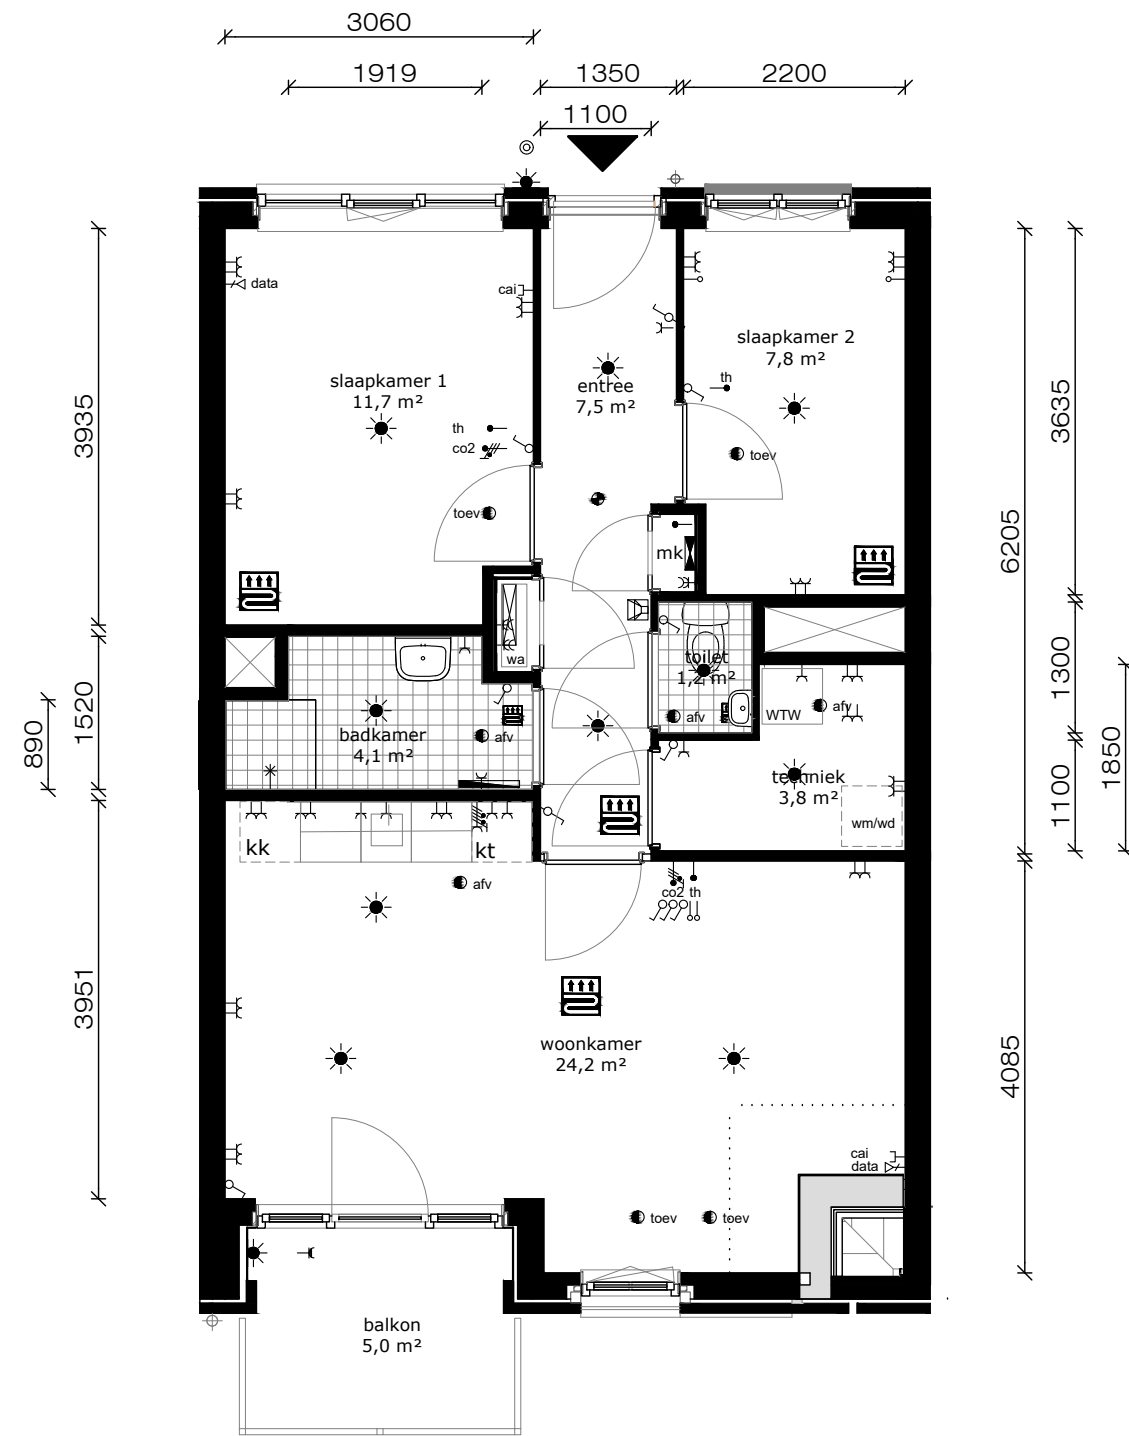 3060
1919
1350
2200
1100
data
cai
slaapkamer 1
11,7 m²
th
co2
toev
entree
7,5 m²
slaapkamer 2
7,8 m²
th
toev
3935
3635
6205
mk
wa
toilet
1,2 m²
afv
WTW
afv
badkamer
4,1 m²
afv
techniek
3,8 m²
wm/wd
890
1520
1300
1100
1850
kk
kt
afv
co2 th
3951
woonkamer
24,2 m²
4085
cai
data
toev
toev
balkon
5,0 m²